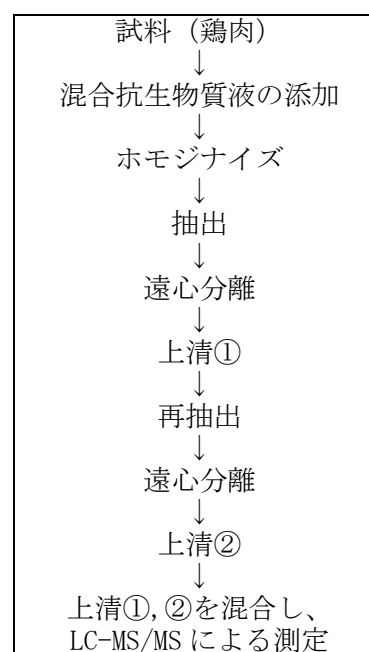 試料（鶏肉）
↓
混合抗生物質液の添加
↓
ホモジナイズ
↓
抽出
↓
遠心分離
↓
上清①
↓
再抽出
↓
遠心分離
↓
上清②
↓
上清①,②を混合し、
LC-MS/MSによる測定